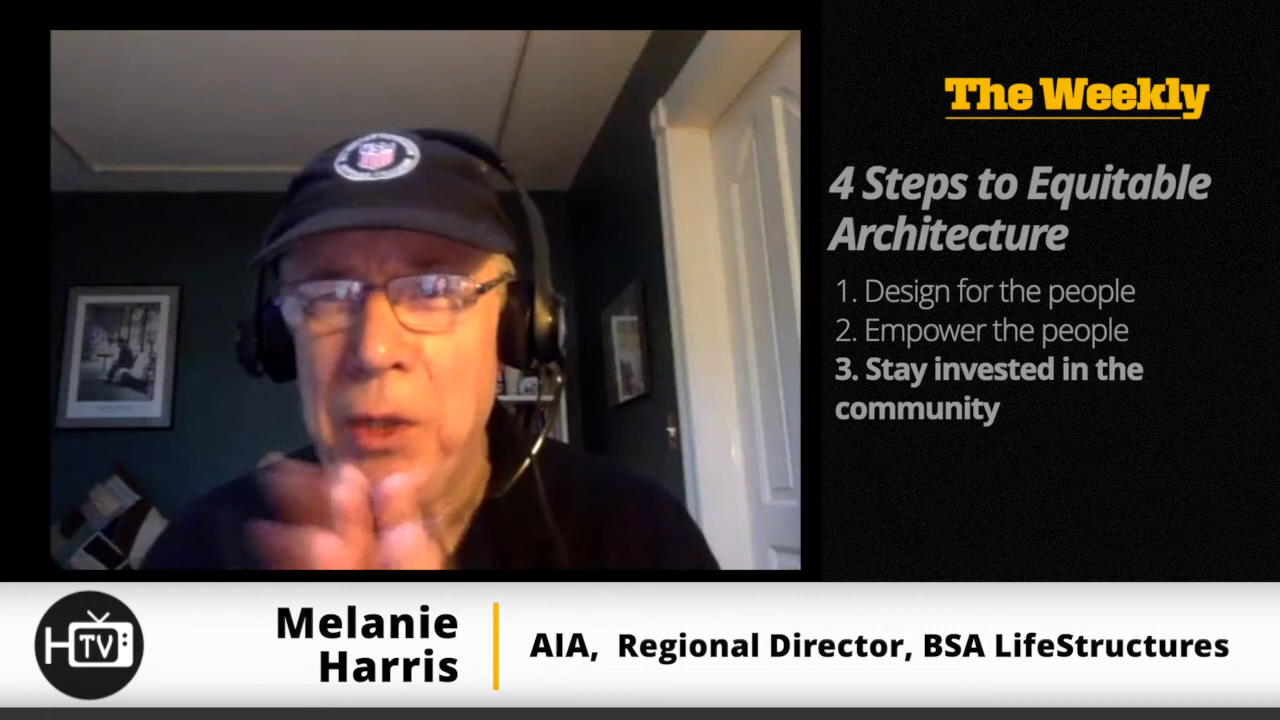 The Weekly
4 Steps to Equitable
Architecture
1. Design for the people
2. Empower the people
3. Stay invested in the
community
H TV
Melanie
Harris
AIA, Regional Director, BSA LifeStructures